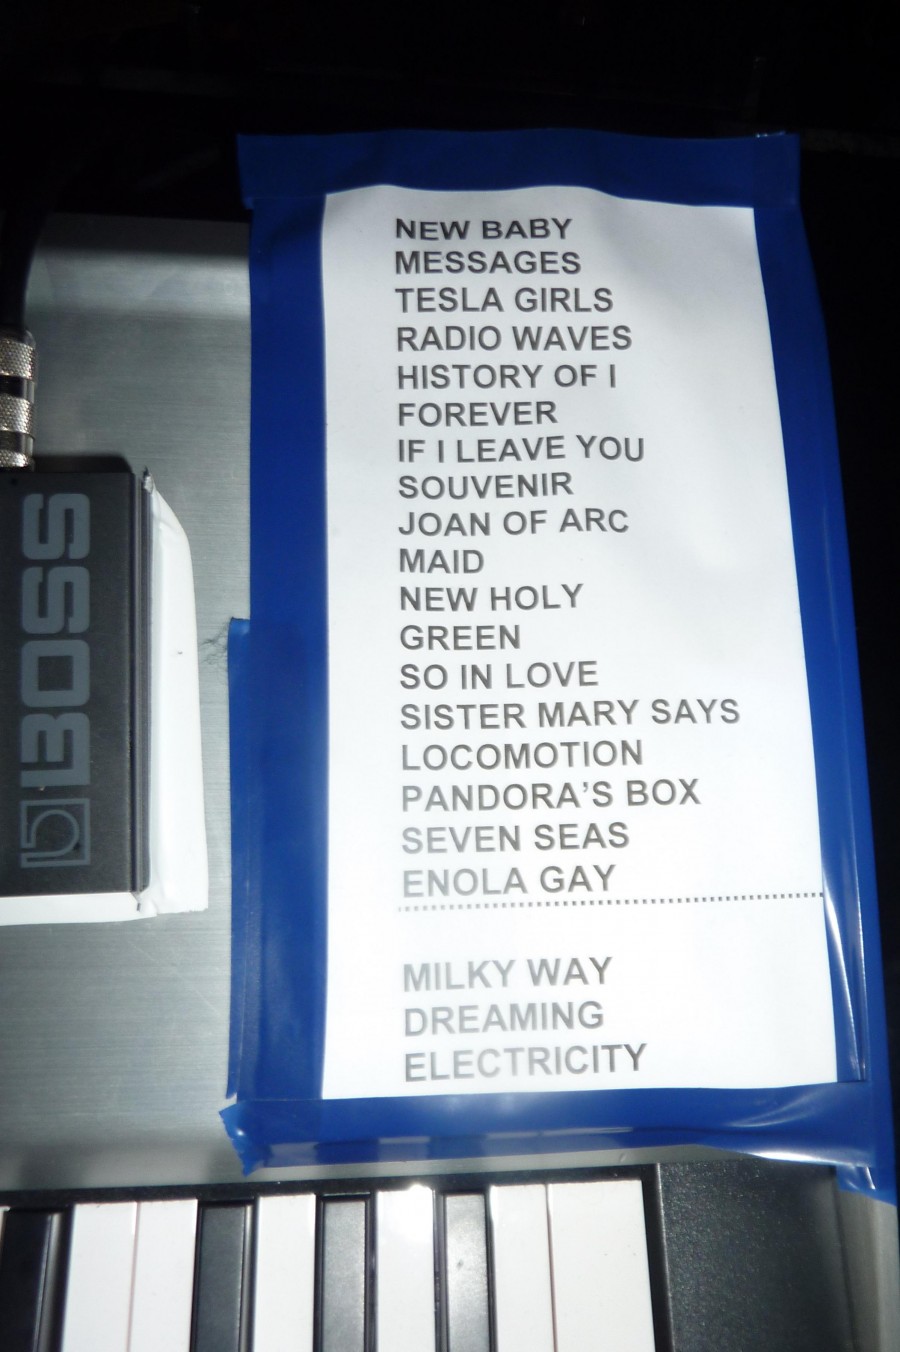 NEW BABY
MESSAGES
TESLA GIRLS
RADIO WAVES
HISTORY OF I
FOREVER
IF I LEAVE YOU
SOUVENIR
JOAN OF ARC
MAID
NEW HOLY
GREEN
SO IN LOVE
SISTER MARY SAYS
LOCOMOTION
PANDORA'S BOX
SEVEN SEAS
ENOLA GAY
MILKY WAY
DREAMING
ELECTRICITY
BOSS